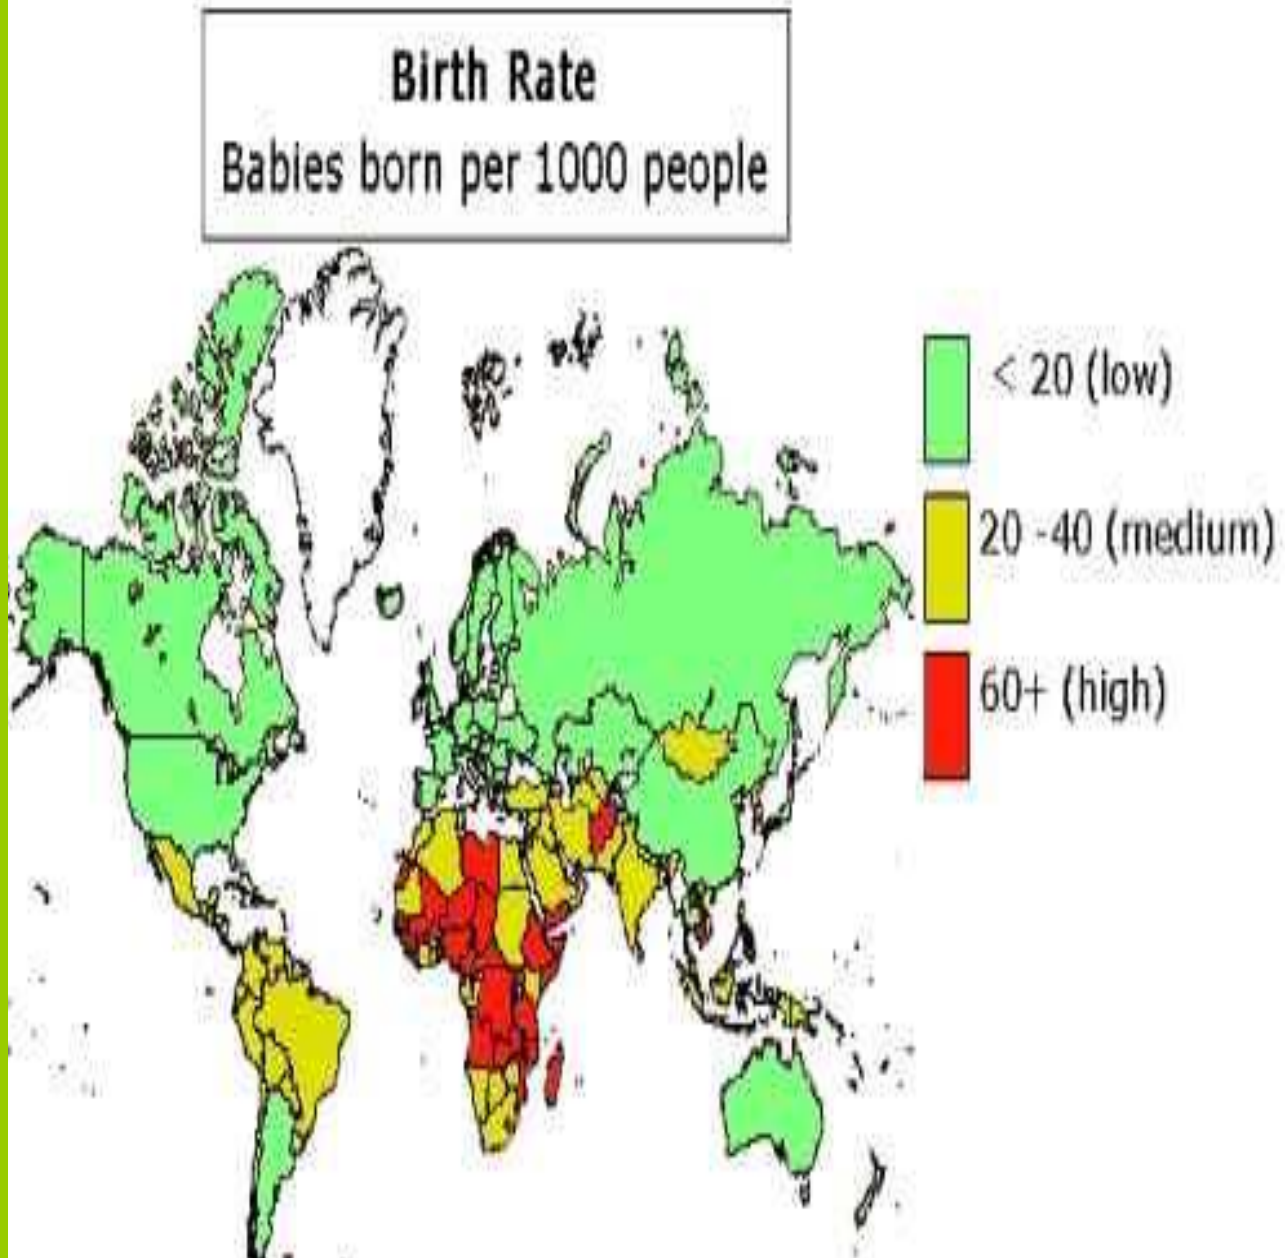 Birth Rate
Babies born per 1000 people
< 20 (low)
20 -40 (medium)
60+ (high)